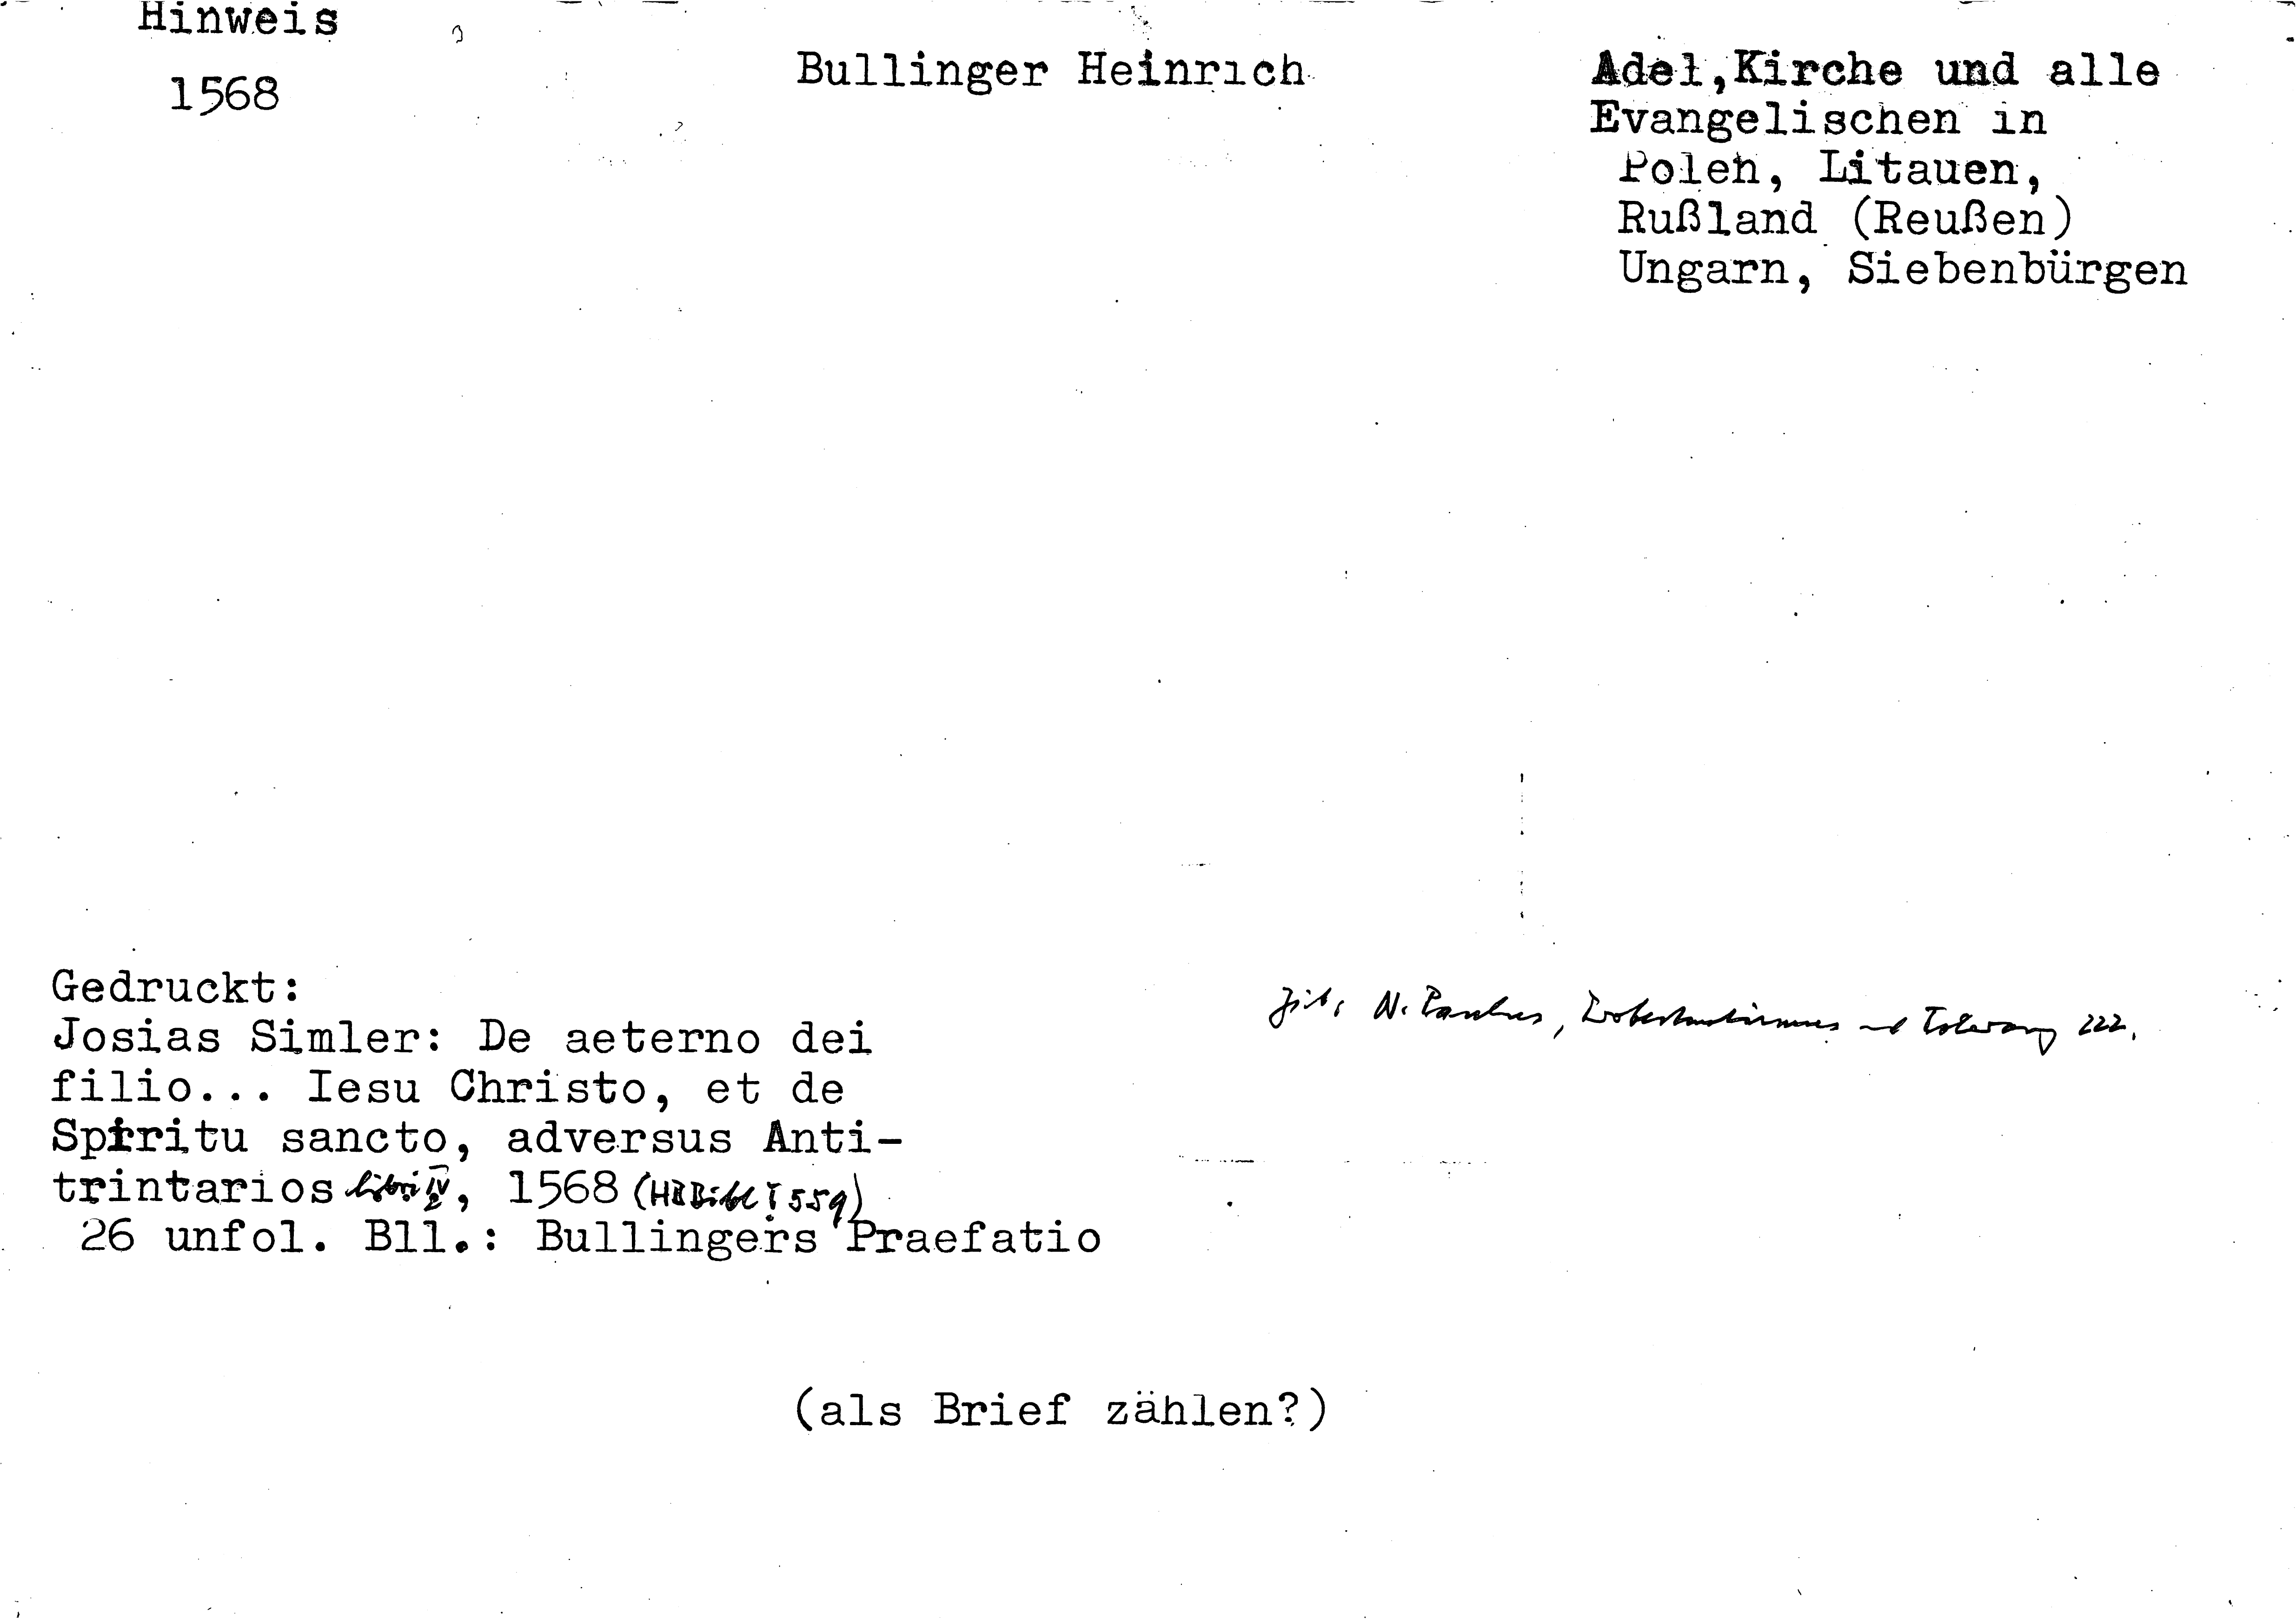 Hinweis
1568
Bullinger Heinrich
Adel,Kirche und alle
Evangelischen in
Polen, Litauen,
Rußland (Reußen)
Ungarn, Siebenbürgen
Gedruckt:
Josias Simler: De aeterno dei
filio... Iesu Christo, et de
Spiritu sancto, adversus Anti-
trintarios libri IV, 1568 (HBBibl I 559)
26 unfol. Bll.: Bullingers Praefatio
Zit. N. Paulus, Protestantismus und Toleranz 222.
(als Brief zählen?)